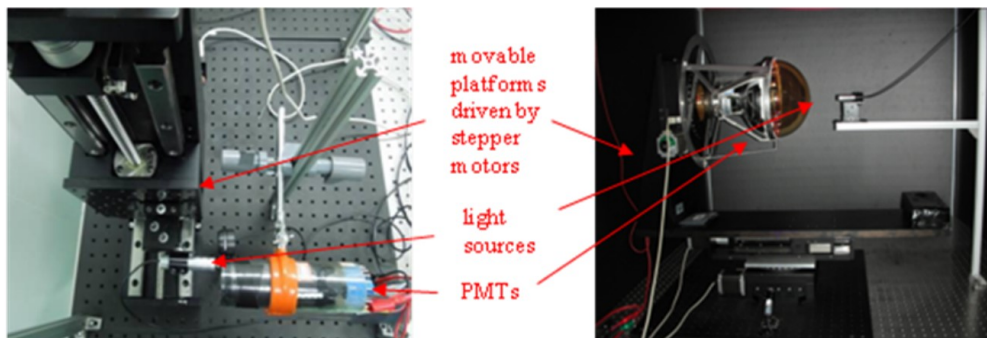 movable
platforms
driven by
stepper
motors
light
sources
PMTs